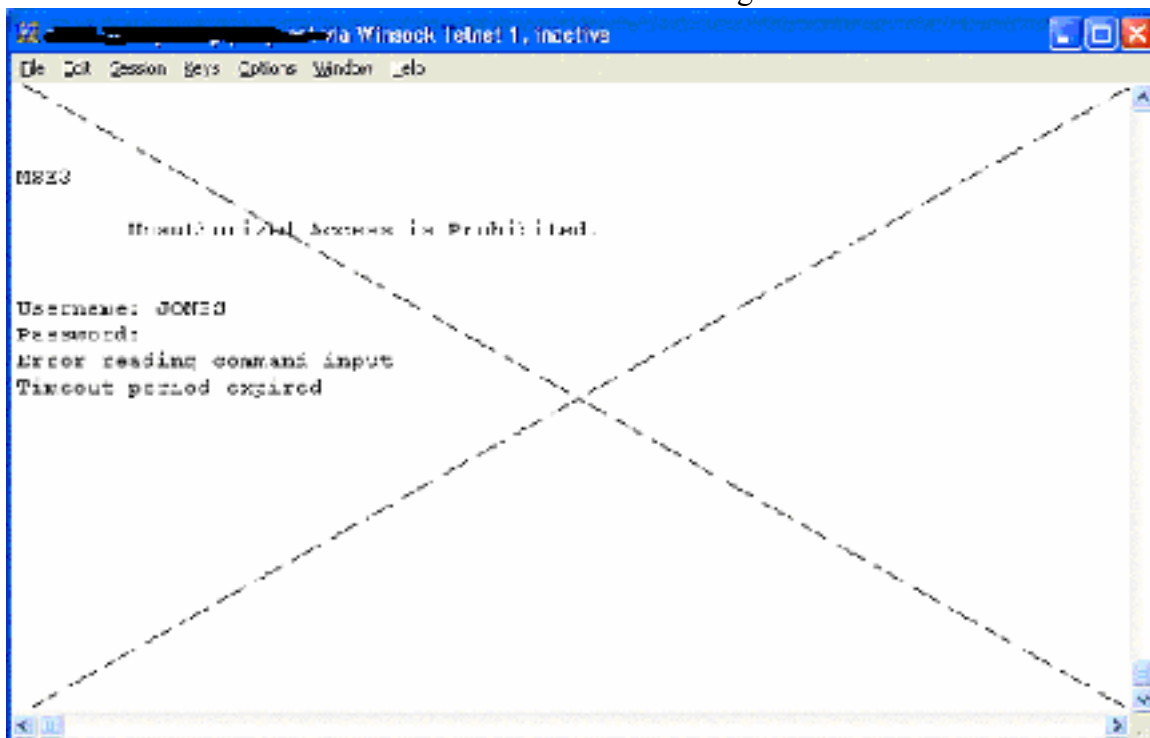 via Winsock Telnet 1, inactive
File Edit Session Keys Options Window Help
Unauthorized Access is Prohibited.
Username: JONES
Password:
Error reading command input
Timeout period expired